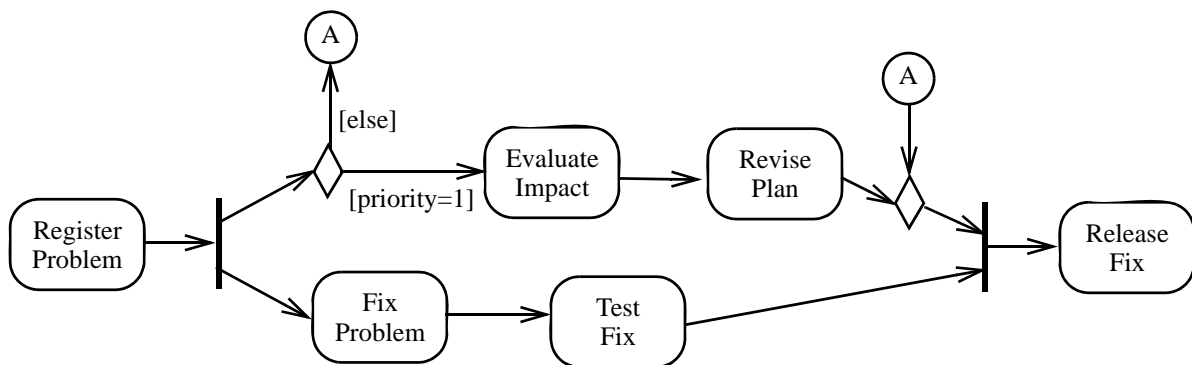 A
A
[else]
Evaluate
Impact
Revise
Plan
[priority=1]
Register
Problem
Release
Fix
Fix
Problem
Test
Fix